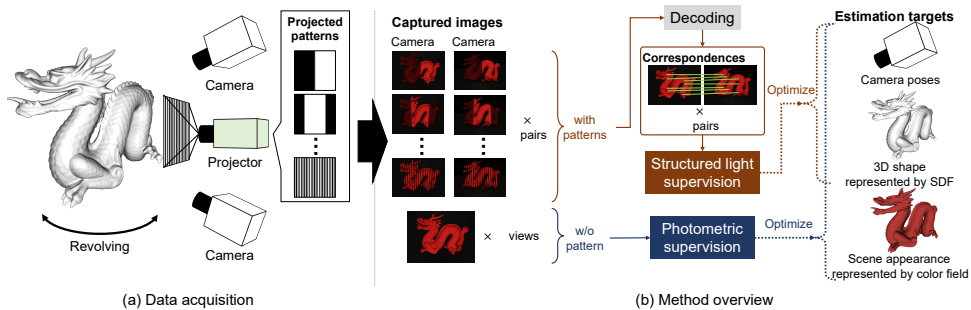 Projected
patterns
Camera
Projector
Camera
Revolving
(a) Data acquisition
Captured images
Camera
Camera
×
pairs
with
patterns
× views
w/o
pattern
Decoding
Correspondences
×
pairs
Structured light
supervision
Optimize
Photometric
supervision
Optimize
(b) Method overview
Estimation targets
Camera poses
3D shape
represented by SDF
Scene appearance
represented by color field